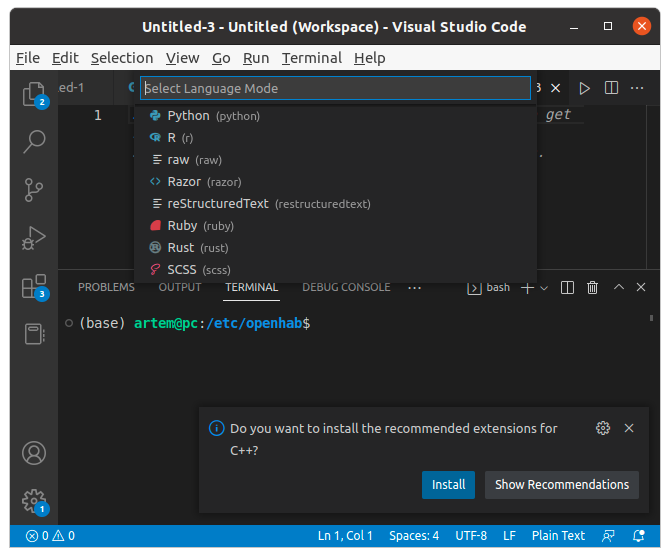 Untitled-3 - Untitled (Workspace) - Visual Studio Code
File Edit Selection View Go Run Terminal Help
ed-1
Select Language Mode
3
1
get
Python (python)
R (r)
raw (raw)
Razor (razor)
reStructuredText (restructuredtext)
Ruby (ruby)
Rust (rust)
SCSS (scss)
2
3
PROBLEMS OUTPUT TERMINAL DEBUG CONSOLE ··· bash
(base) artem@pc:/etc/openhab$
Do you want to install the recommended extensions for
C++?
Install Show Recommendations
1
0 0 Ln 1, Col 1 Spaces: 4 UTF-8 LF Plain Text